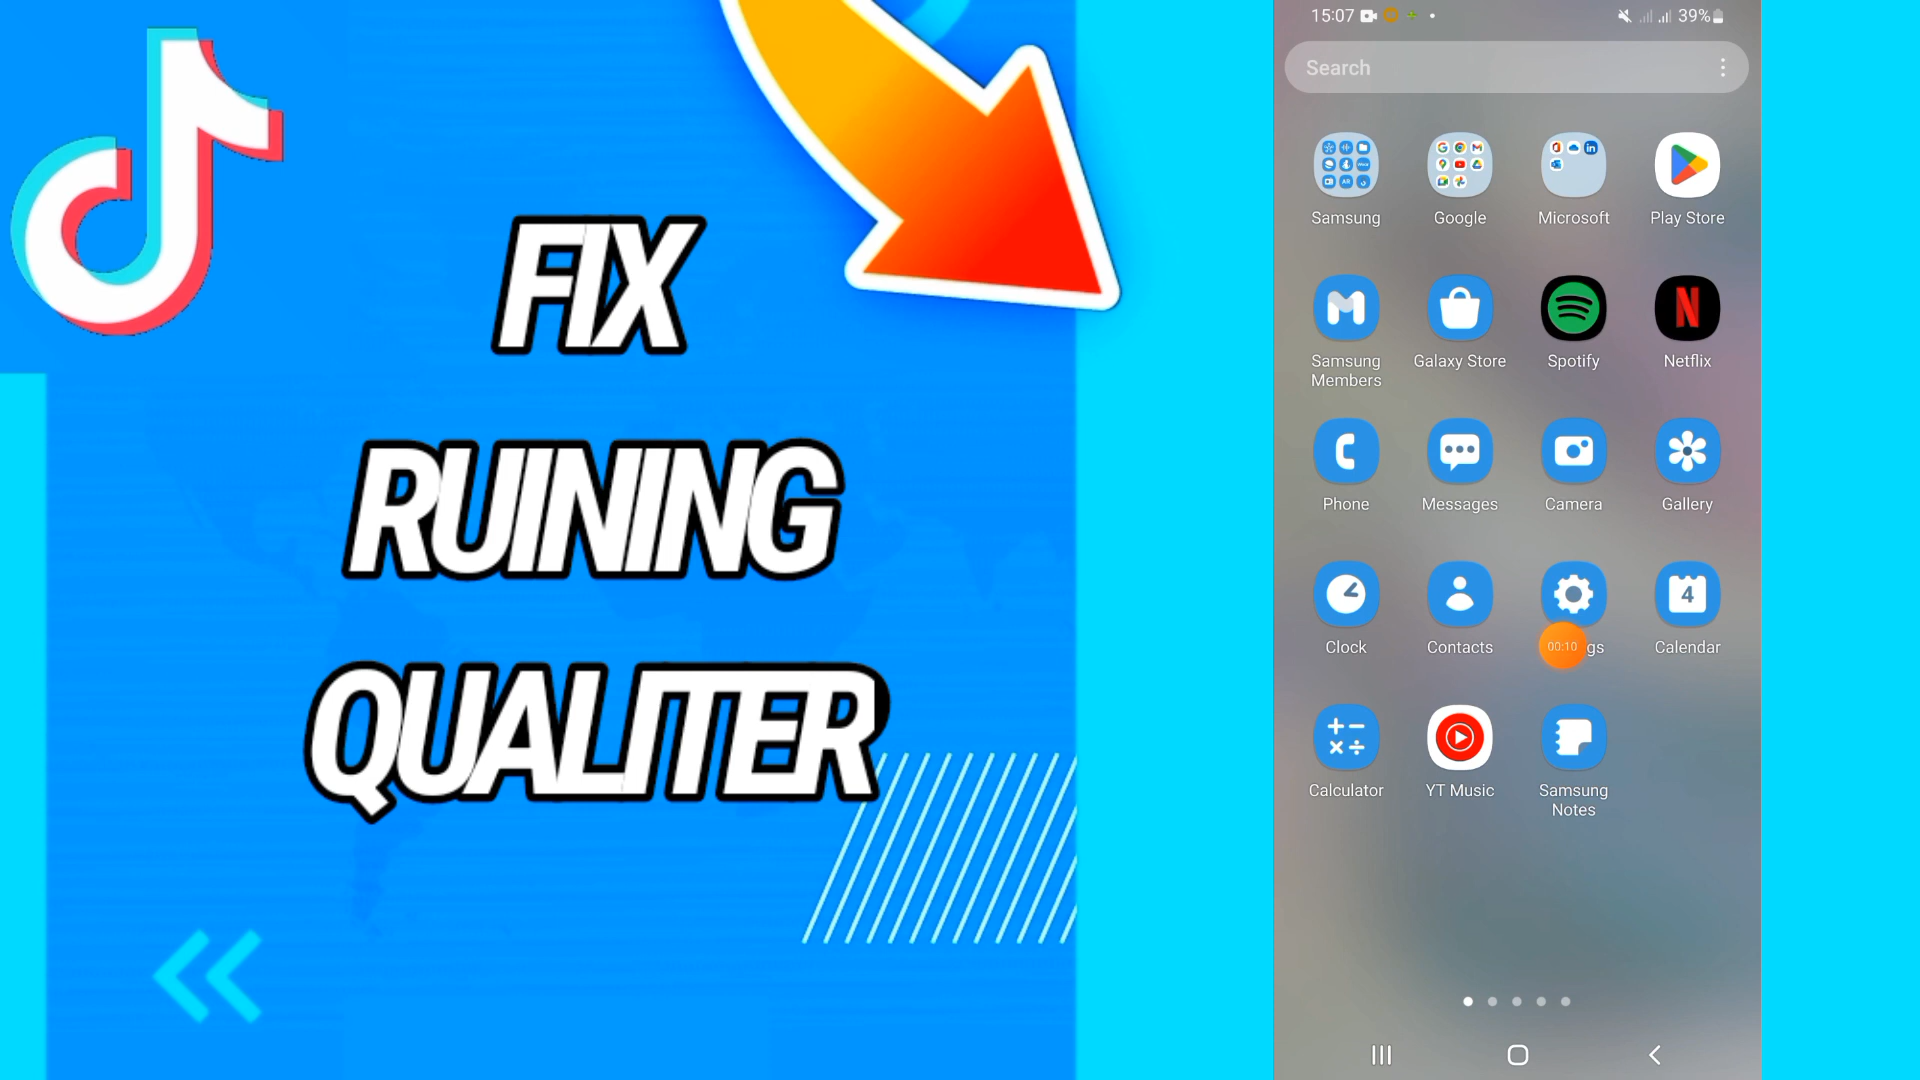 FIX
RUINING
QUALITER
15:07
39%
Search
Samsung
Google
Microsoft
Play Store
Samsung Members
Galaxy Store
Spotify
Netflix
Phone
Messages
Camera
Gallery
4
Clock
Contacts
00:10
gs
Calendar
Calculator
YT Music
Samsung Notes